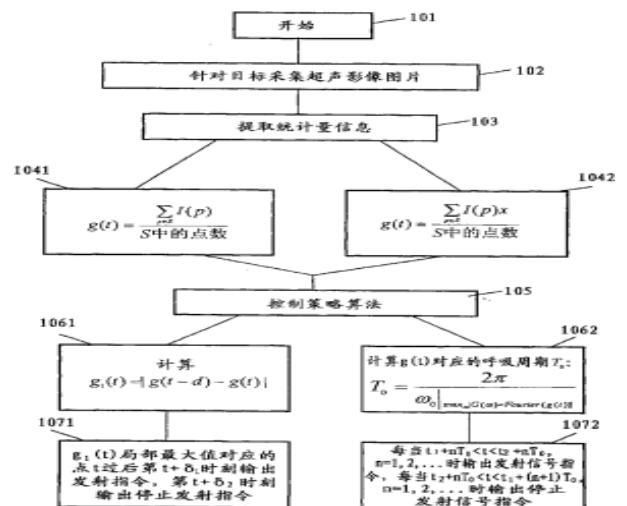 101
开始
102
针对目标采集超声影像图片
103
提取统计量信息
1041
g(t)=∑p∈S I(p)/S中的点数
1042
g(t)=∑p∈S I(p)x/S中的点数
105
控制策略算法
1061
计算
g₁(t)=|g(t-d)-g(t)|
1062
计算g(t)对应的呼吸周期T₀:
T₀=2π/ω₀|max_ω|G(ω)=Fourier(g(t))|
1071
g₁(t)局部最大值对应的
点t过后第t+δ₁时刻输出
发射指令，第t+δ₂时刻
输出停止发射指令
1072
每当t₁+nT₀<t<t₂+nT₀,
n=1,2,...时输出发射信号指
令，每当t₂+nT₀<t<t₁+(n+1)T₀,
n=1,2,...时输出停止
发射信号指令